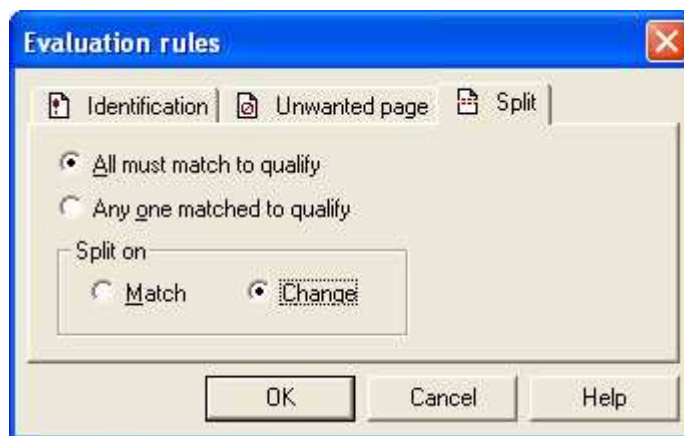 Evaluation rules
Identification Unwanted page Split
All must match to qualify
Any one matched to qualify
Split on
Match Change
OK Cancel Help